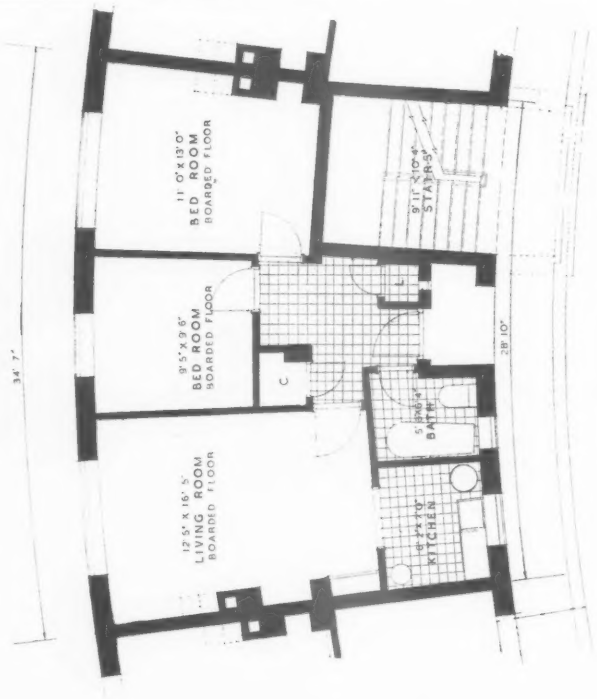 34' 7"
11' 0" X 13' 0"
BED ROOM
BOARDED FLOOR
9' 5" X 9' 6"
BED ROOM
BOARDED FLOOR
12' 5" X 16' 5"
LIVING ROOM
BOARDED FLOOR
9' 11" X 10' 4"
STAIRS
L
C
BATH
KITCHEN
28' 10"